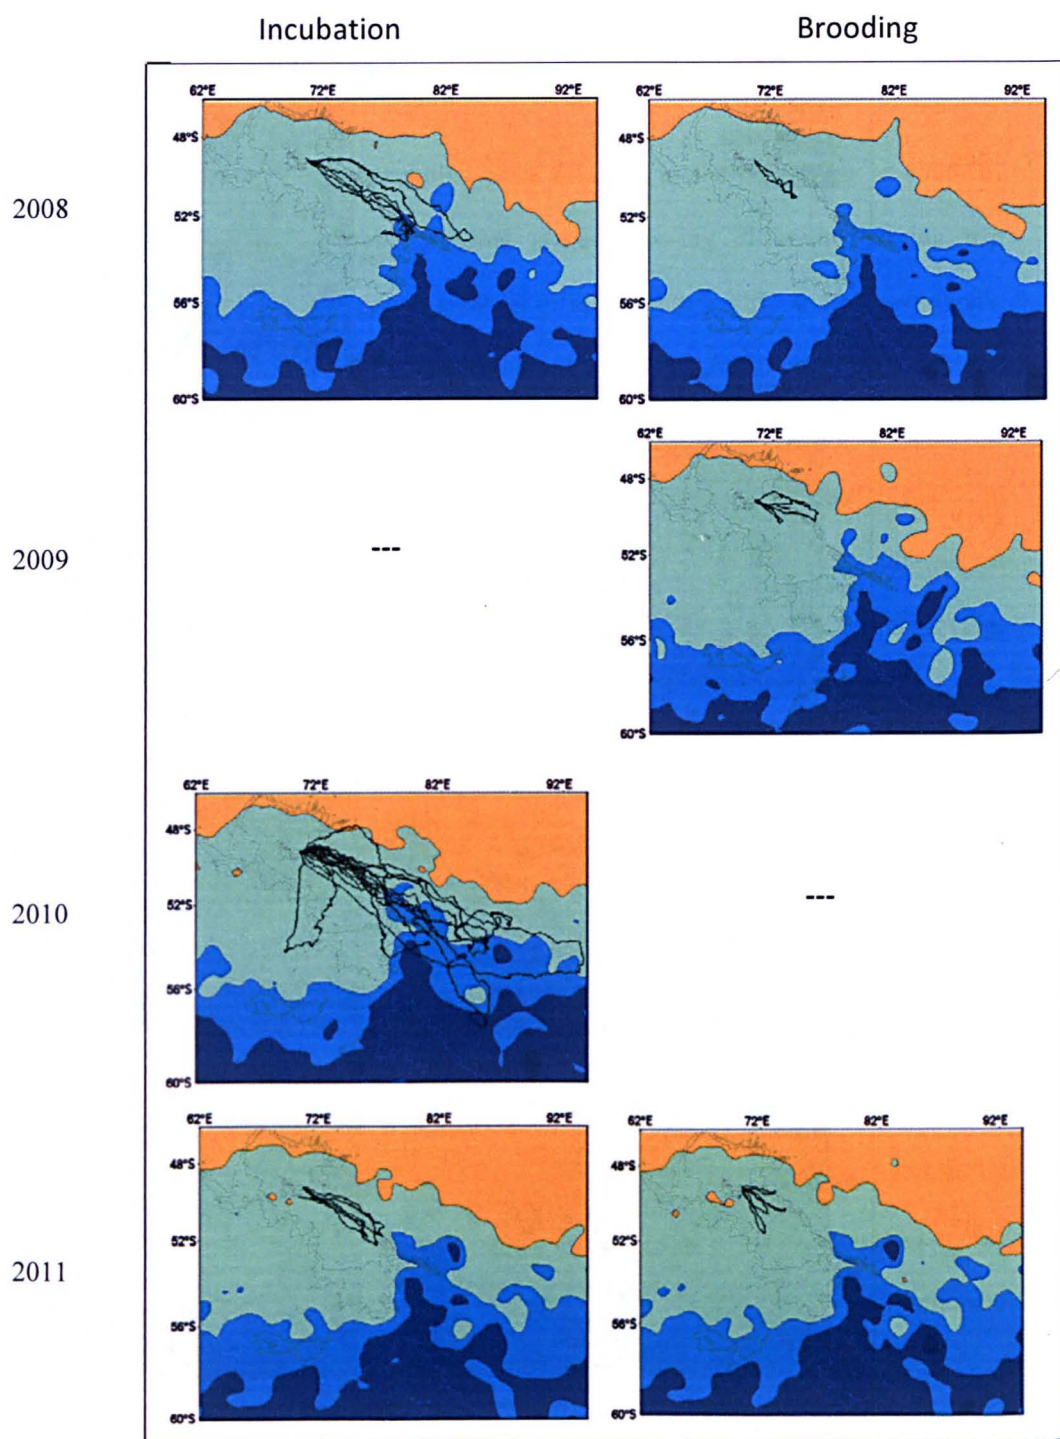 Incubation Brooding
62°E 72°E 82°E 92°E 62°E 72°E 82°E 92°E
48°S 48°S
2008
52°S 52°S
56°S 56°S
60°S 60°S
62°E 72°E 82°E 92°E
48°S
2009 --- 52°S
56°S
60°S
62°E 72°E 82°E 92°E
48°S
2010 52°S ---
56°S
60°S
62°E 72°E 82°E 92°E 62°E 72°E 82°E 92°E
48°S 48°S
2011 52°S 52°S
56°S 56°S
60°S 60°S